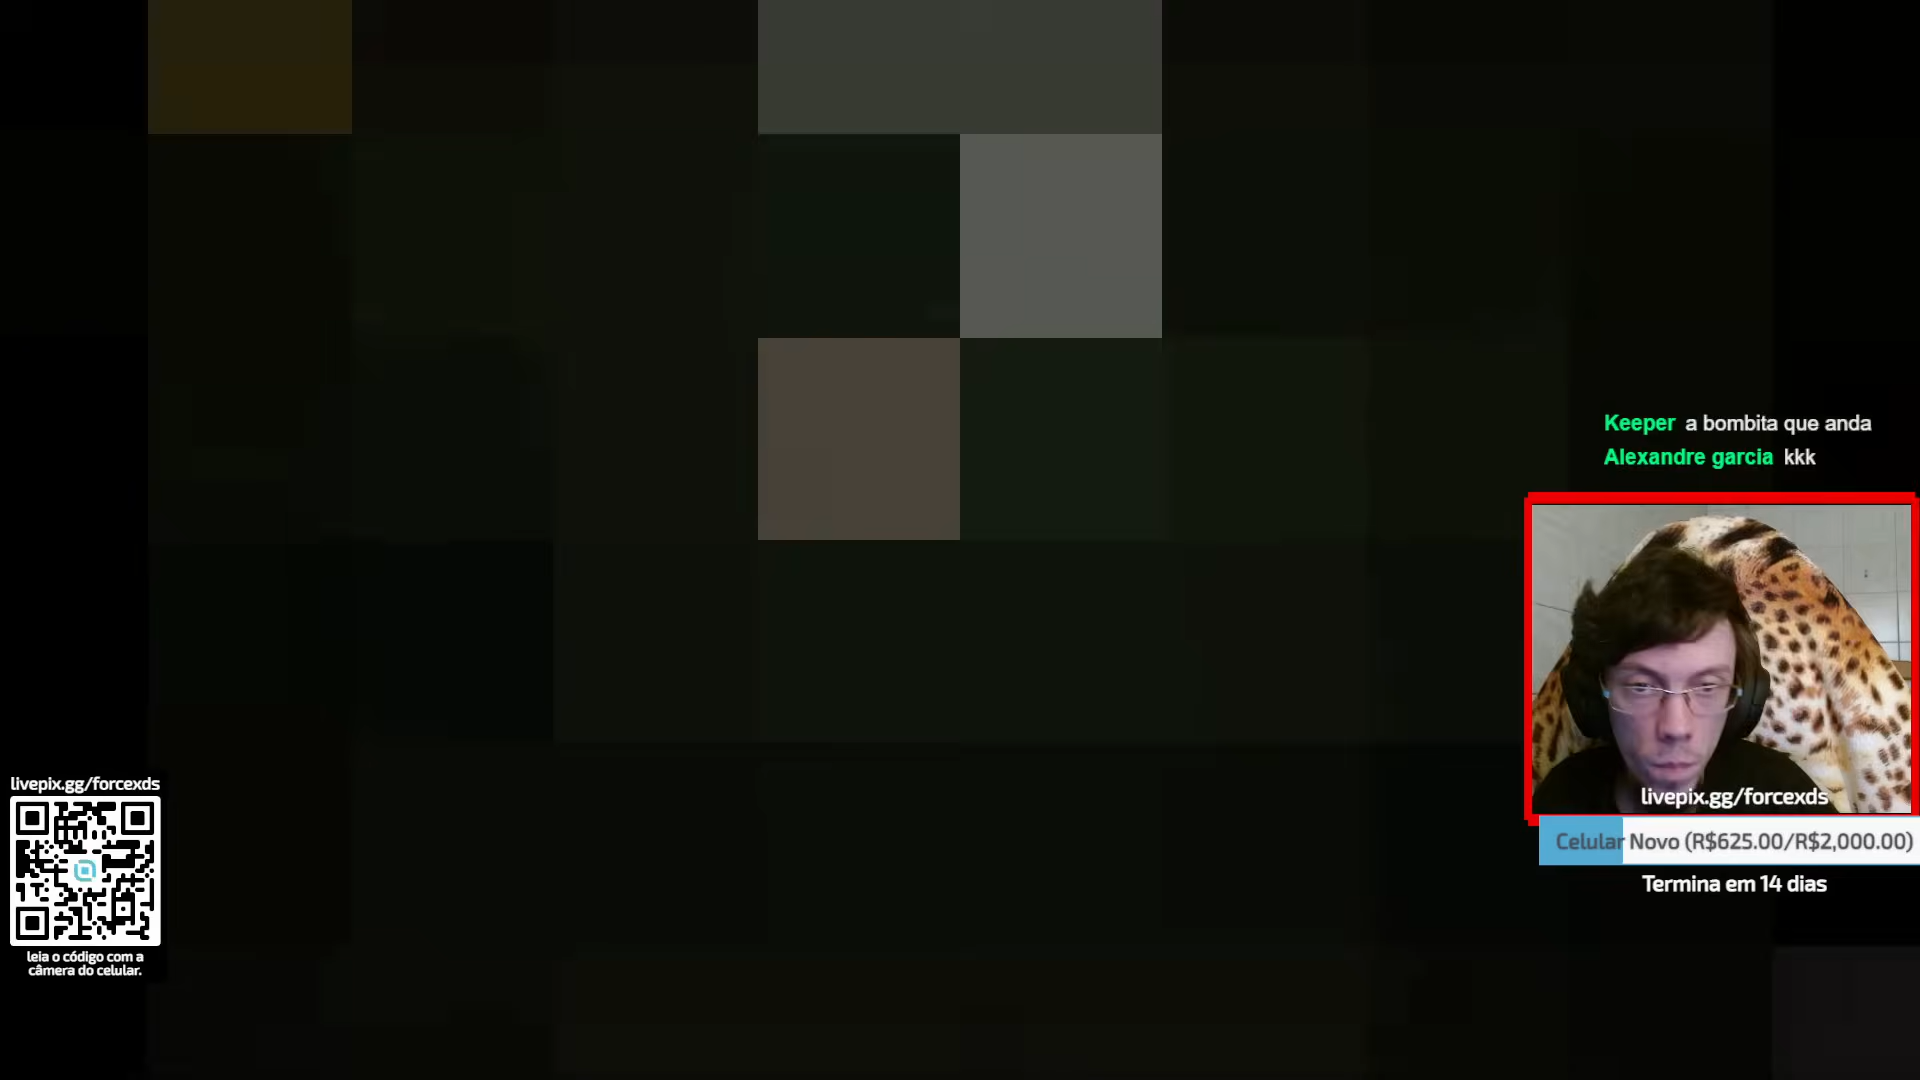 Keeper a bombita que anda
Alexandre garcia kkk
livepix.gg/forcexds
Celular Novo (R$625.00/R$2,000.00)
Termina em 14 dias
livepix.gg/forcexds
leia o código com a
câmera do celular.